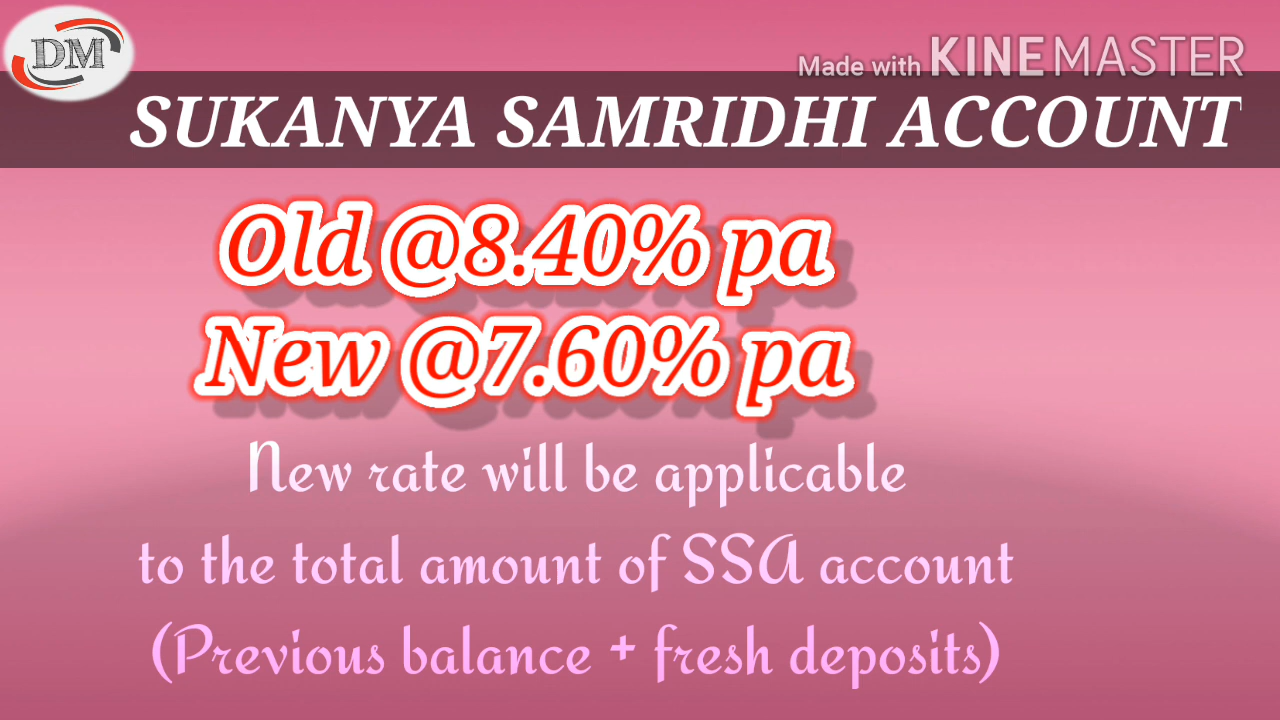 DM
Made with KINEMASTER
SUKANYA SAMRIDHI ACCOUNT
Old @8.40% pa
New @7.60% pa
New rate will be applicable
to the total amount of SSA account
(Previous balance + fresh deposits)